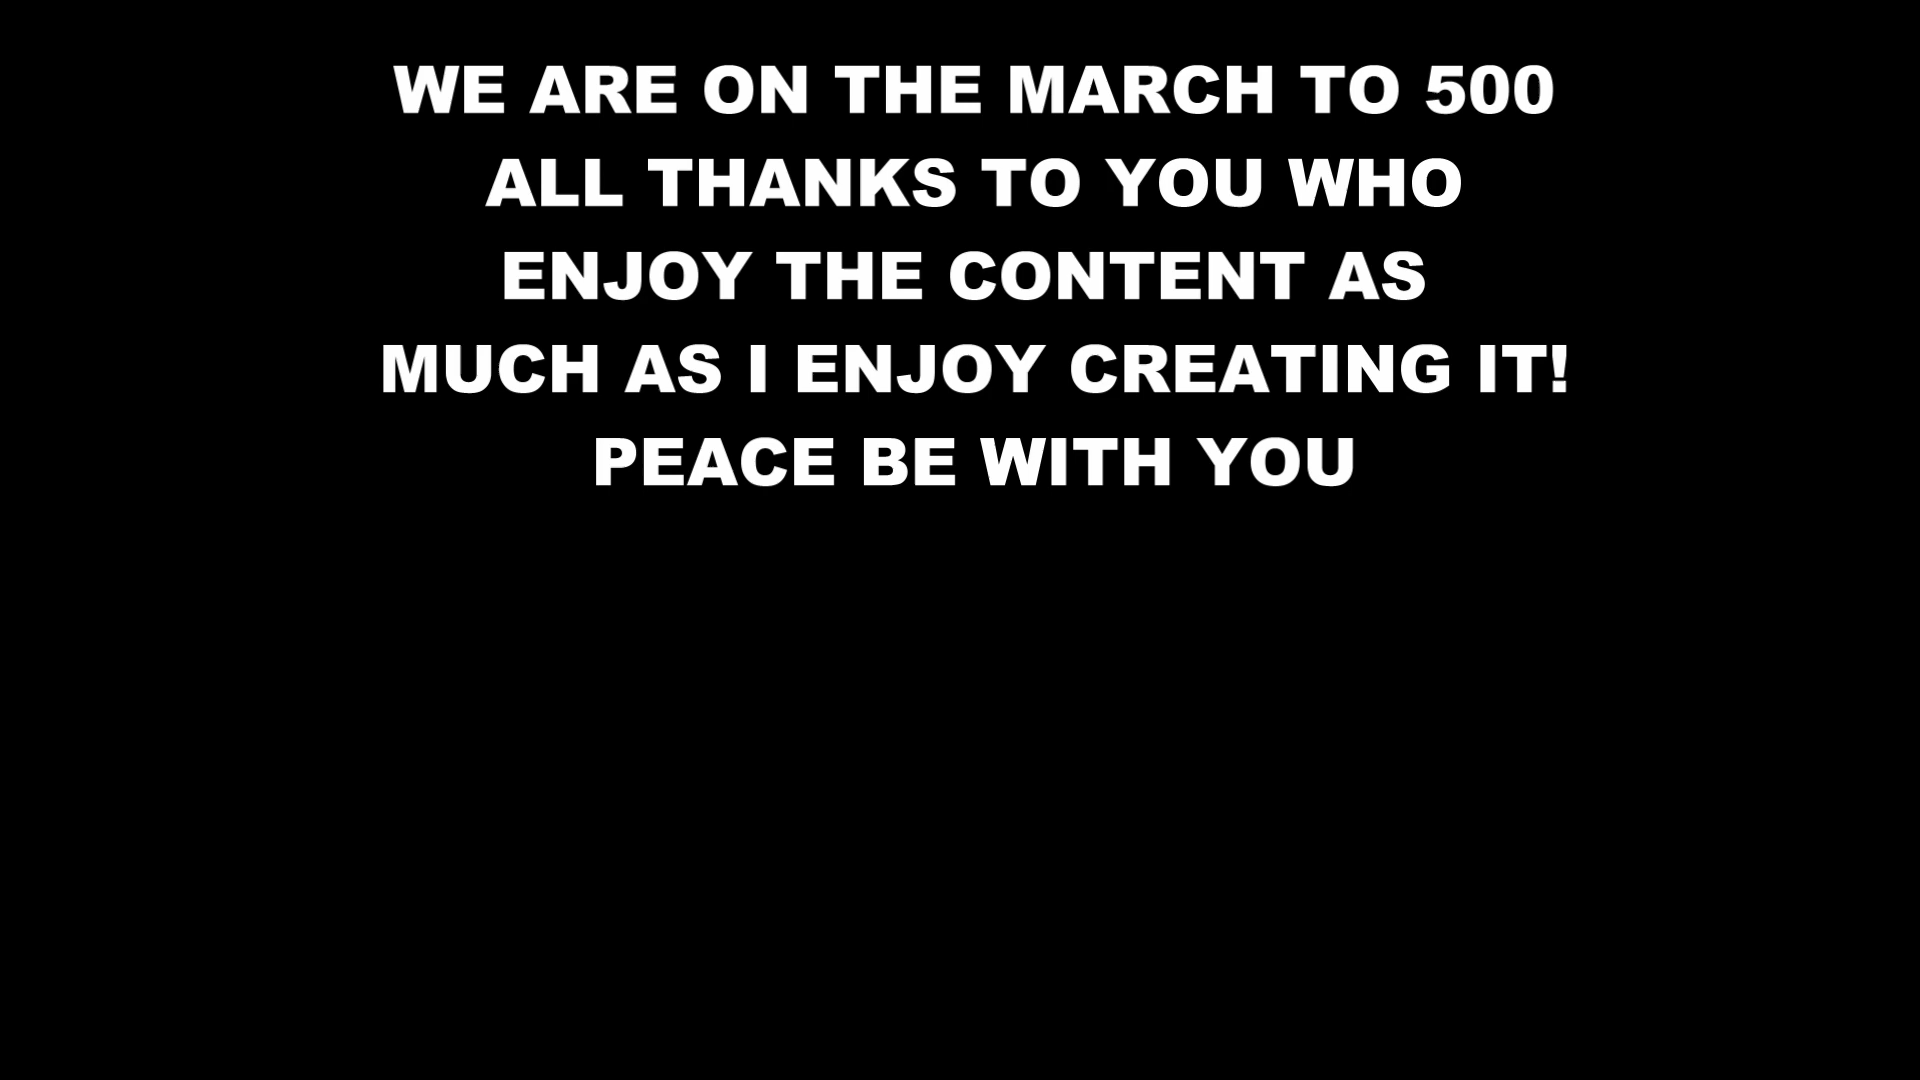 WE ARE ON THE MARCH TO 500
ALL THANKS TO YOU WHO
ENJOY THE CONTENT AS
MUCH AS I ENJOY CREATING IT!
PEACE BE WITH YOU